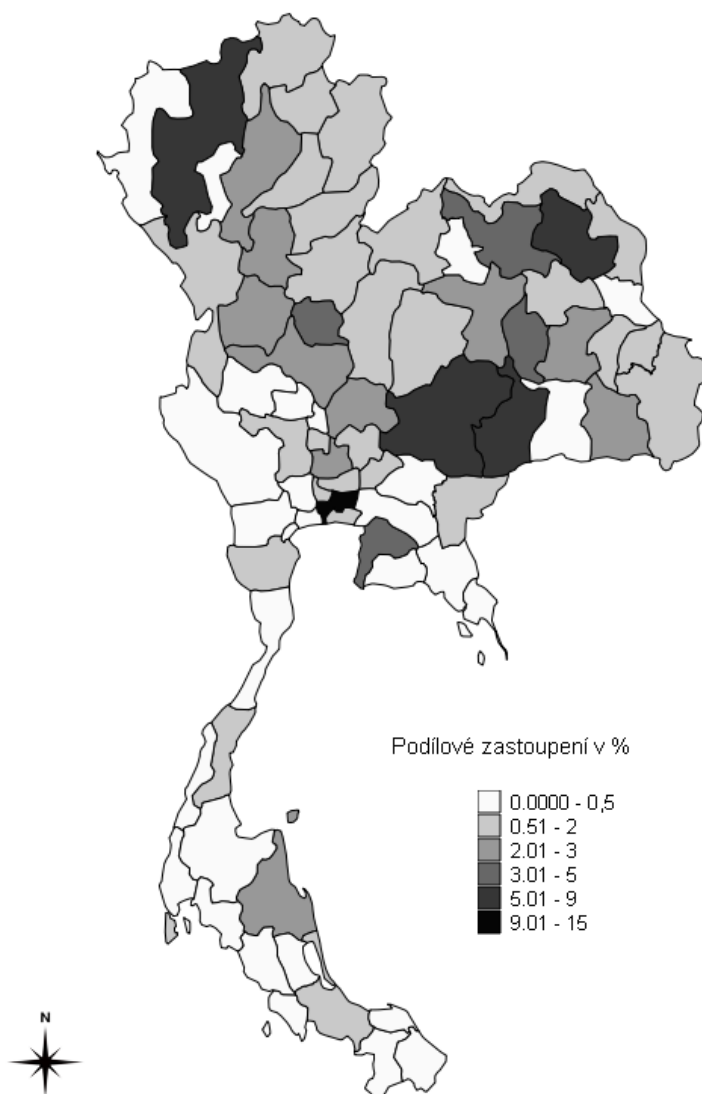 Podílové zastoupení v %
0.0000 - 0,5
0.51 - 2
2.01 - 3
3.01 - 5
5.01 - 9
9.01 - 15
N